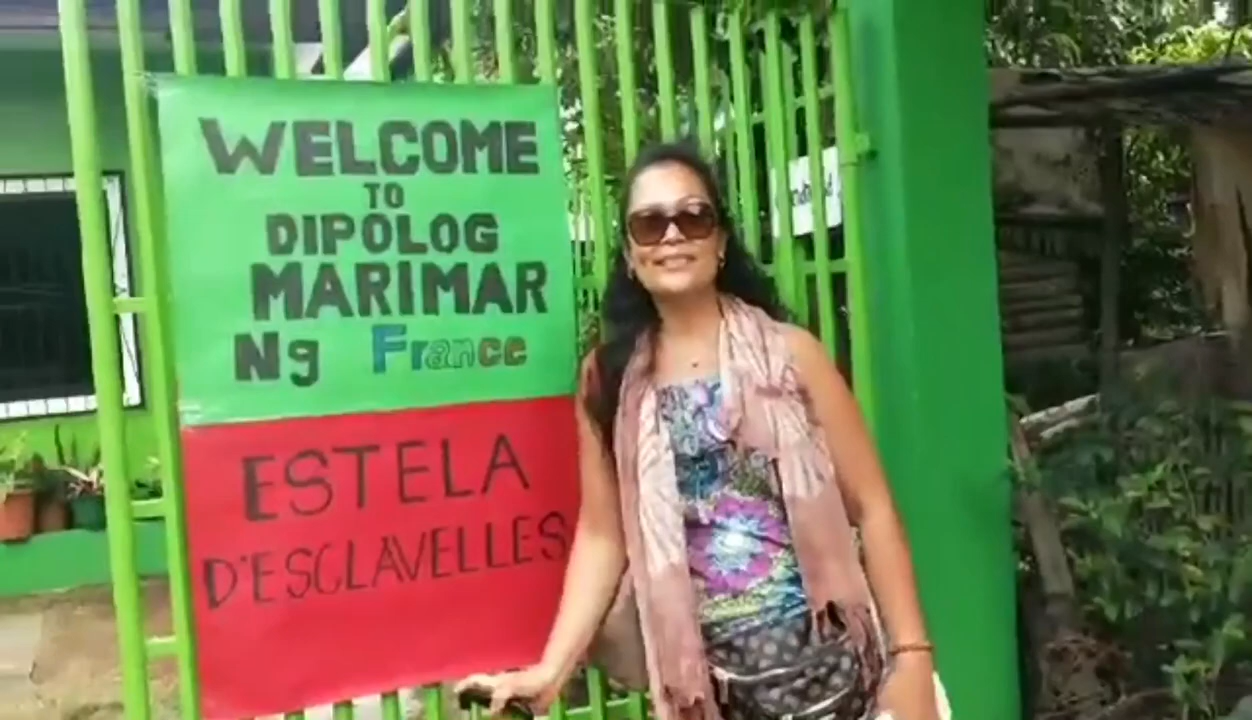 WELCOME
TO
DIPOLOG
MARIMAR
Ng France
ESTELA
D'ESCLAVELLES